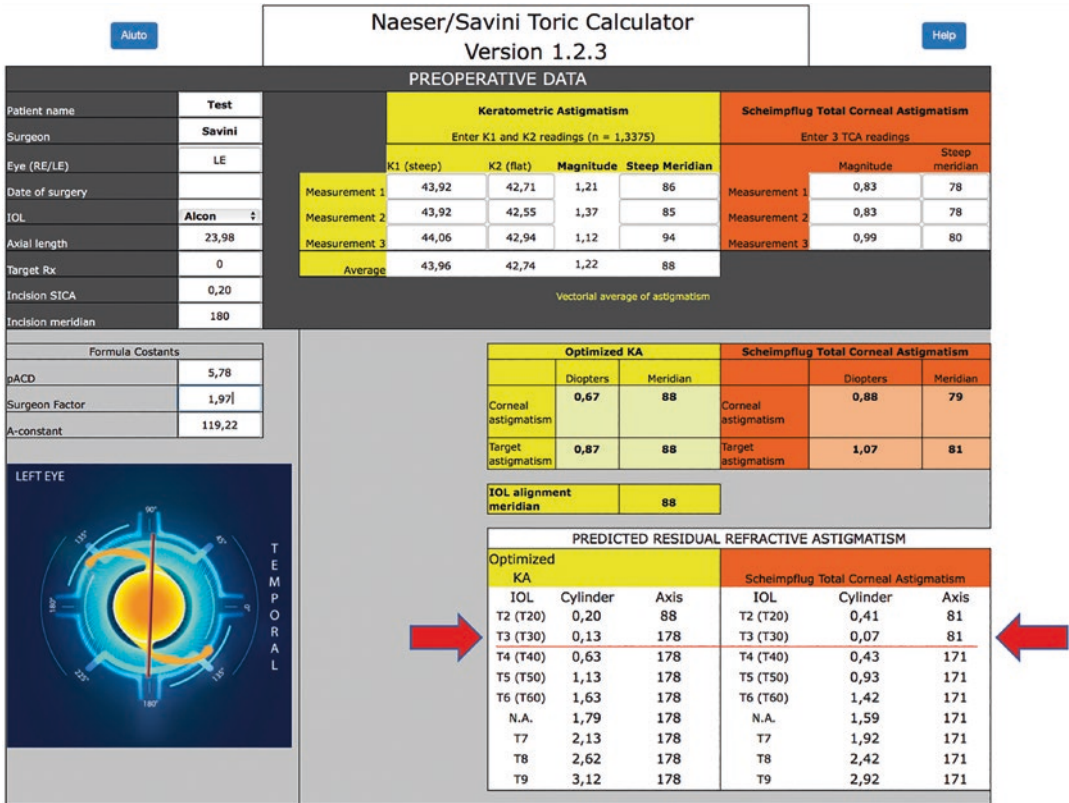 Naeser/Savini Toric Calculator
Version 1.2.3
Aiuto
Help
PREOPERATIVE DATA
Patient name Test
Surgeon Savini
Eye (RE/LE) LE
Date of surgery
IOL Alcon
Axial length 23,98
Target Rx 0
Incision SICA 0,20
Incision meridian 180
Keratometric Astigmatism
Enter K1 and K2 readings (n = 1,3375)
K1 (steep) K2 (flat) Magnitude Steep Meridian
Measurement 1 43,92 42,71 1,21 86
Measurement 2 43,92 42,55 1,37 85
Measurement 3 44,06 42,94 1,12 94
Average 43,96 42,74 1,22 88
Vectorial average of astigmatism
Scheimpflug Total Corneal Astigmatism
Enter 3 TCA readings
Magnitude Steep meridian
Measurement 1 0,83 78
Measurement 2 0,83 78
Measurement 3 0,99 80
Formula Costants
pACD 5,78
Surgeon Factor 1,97
A-constant 119,22
Optimized KA
Diopters Meridian
Corneal astigmatism 0,67 88
Target astigmatism 0,87 88
Scheimpflug Total Corneal Astigmatism
Diopters Meridian
Corneal astigmatism 0,88 79
Target astigmatism 1,07 81
IOL alignment meridian 88
LEFT EYE
90°
135°
45°
180°
0°
225°
135°
180°
TEMPORAL
PREDICTED RESIDUAL REFRACTIVE ASTIGMATISM
Optimized KA
Scheimpflug Total Corneal Astigmatism
IOL Cylinder Axis IOL Cylinder Axis
T2 (T20) 0,20 88 T2 (T20) 0,41 81
T3 (T30) 0,13 178 T3 (T30) 0,07 81
T4 (T40) 0,63 178 T4 (T40) 0,43 171
T5 (T50) 1,13 178 T5 (T50) 0,93 171
T6 (T60) 1,63 178 T6 (T60) 1,42 171
N.A. 1,79 178 N.A. 1,59 171
T7 2,13 178 T7 1,92 171
T8 2,62 178 T8 2,42 171
T9 3,12 178 T9 2,92 171